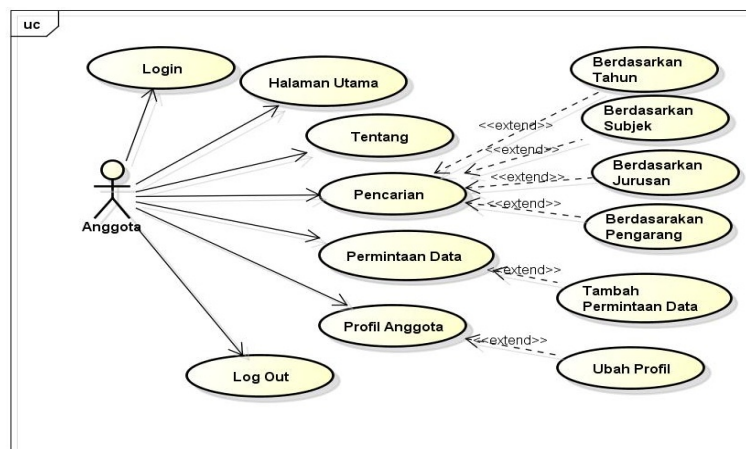 uc
Login
Halaman Utama
Tentang
Anggota
Pencarian
Permintaan Data
Profil Anggota
Log Out
<<extend>>
<<extend>>
<<extend>>
<<extend>>
<<extend>>
<<extend>>
Berdasarkan
Tahun
Berdasarkan
Subjek
Berdasarkan
Jurusan
Berdasarakan
Pengarang
Tambah
Permintaan Data
Ubah Profil